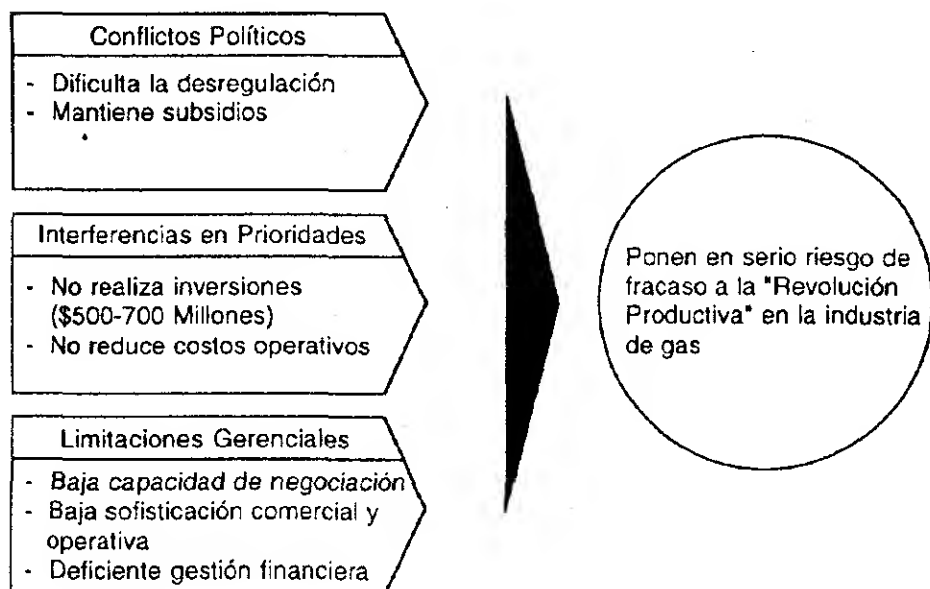 Conflictos Políticos
- Dificulta la desregulación
- Mantiene subsidios
Interferencias en Prioridades
- No realiza inversiones
($500-700 Millones)
- No reduce costos operativos
Limitaciones Gerenciales
- Baja capacidad de negociación
- Baja sofisticación comercial y
operativa
- Deficiente gestión financiera
Ponen en serio riesgo de
fracaso a la "Revolución
Productiva" en la industria
de gas